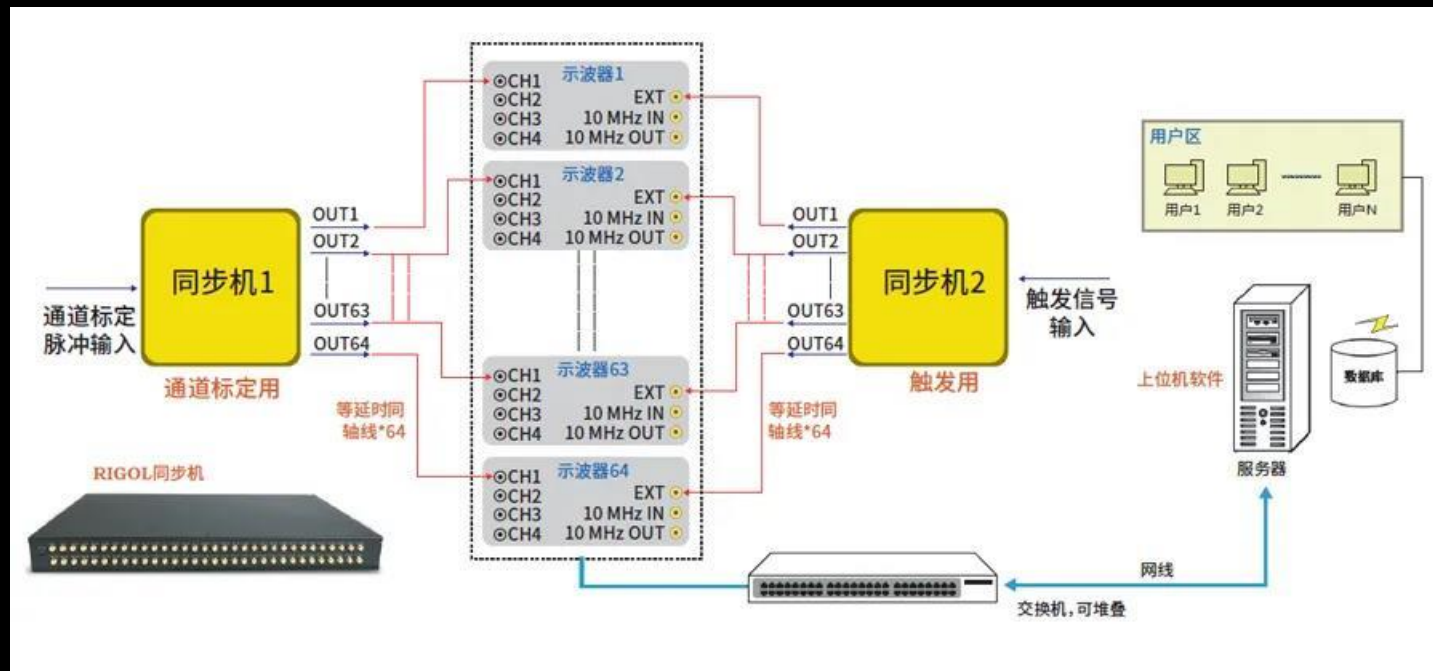 示波器1
CH1
CH2
CH3
CH4
EXT
10 MHz IN
10 MHz OUT
示波器2
CH1
CH2
CH3
CH4
EXT
10 MHz IN
10 MHz OUT
示波器63
CH1
CH2
CH3
CH4
EXT
10 MHz IN
10 MHz OUT
示波器64
CH1
CH2
CH3
CH4
EXT
10 MHz IN
10 MHz OUT
通道标定
脉冲输入
同步机1
通道标定用
OUT1
OUT2
OUT63
OUT64
等延时同
轴线*64
RIGOL同步机
OUT1
OUT2
OUT63
OUT64
等延时同
轴线*64
同步机2
触发用
触发信号
输入
用户区
用户1
用户2
用户N
上位机软件
数据库
服务器
网线
交换机,可堆叠